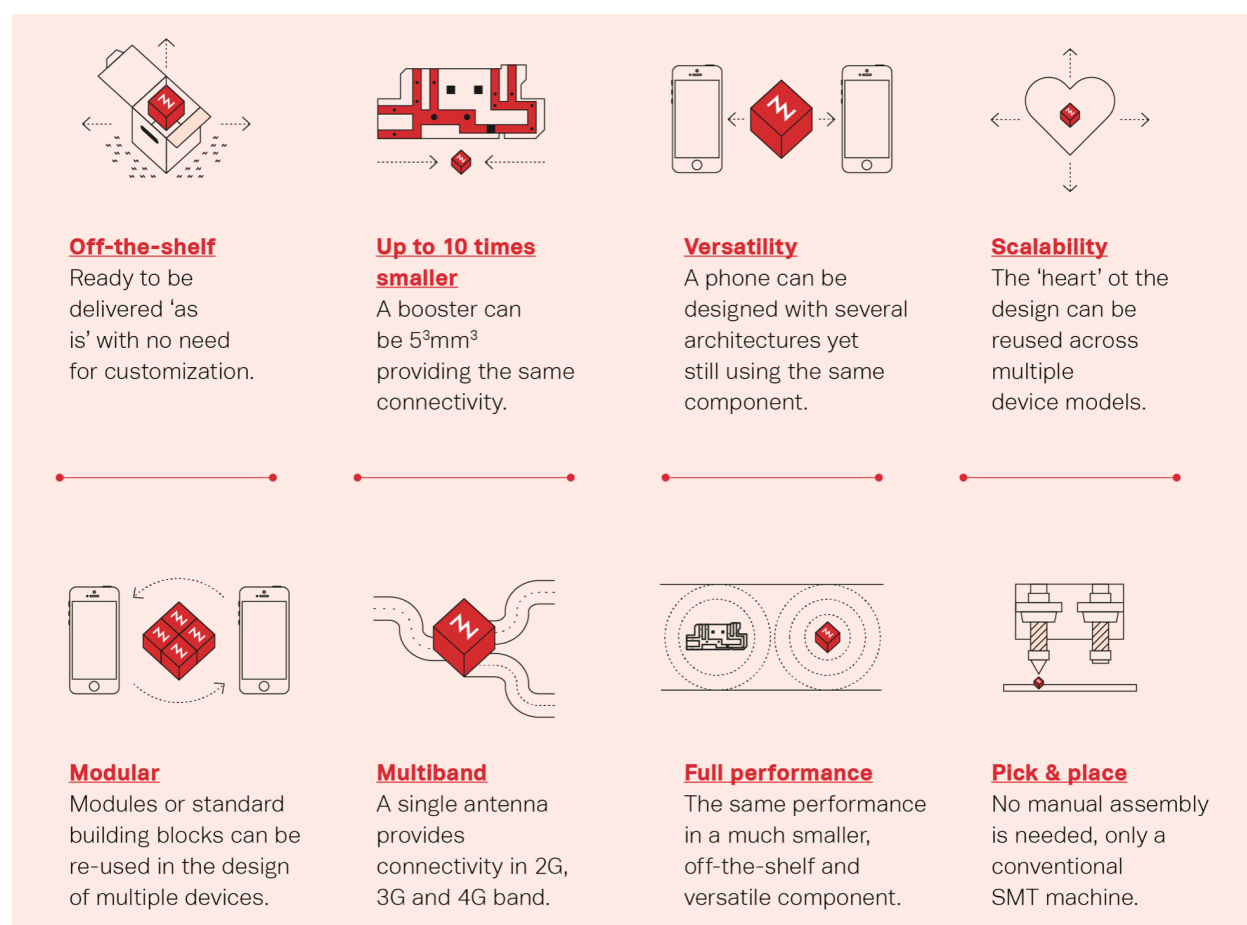 Off-the-shelf
Ready to be
delivered ‘as
is’ with no need
for customization.
Up to 10 times
smaller
A booster can
be 5³mm³
providing the same
connectivity.
Versatility
A phone can be
designed with several
architectures yet
still using the same
component.
Scalability
The ‘heart’ ot the
design can be
reused across
multiple
device models.
Modular
Modules or standard
building blocks can be
re-used in the design
of multiple devices.
Multiband
A single antenna
provides
connectivity in 2G,
3G and 4G band.
Full performance
The same performance
in a much smaller,
off-the-shelf and
versatile component.
Pick & place
No manual assembly
is needed, only a
conventional
SMT machine.